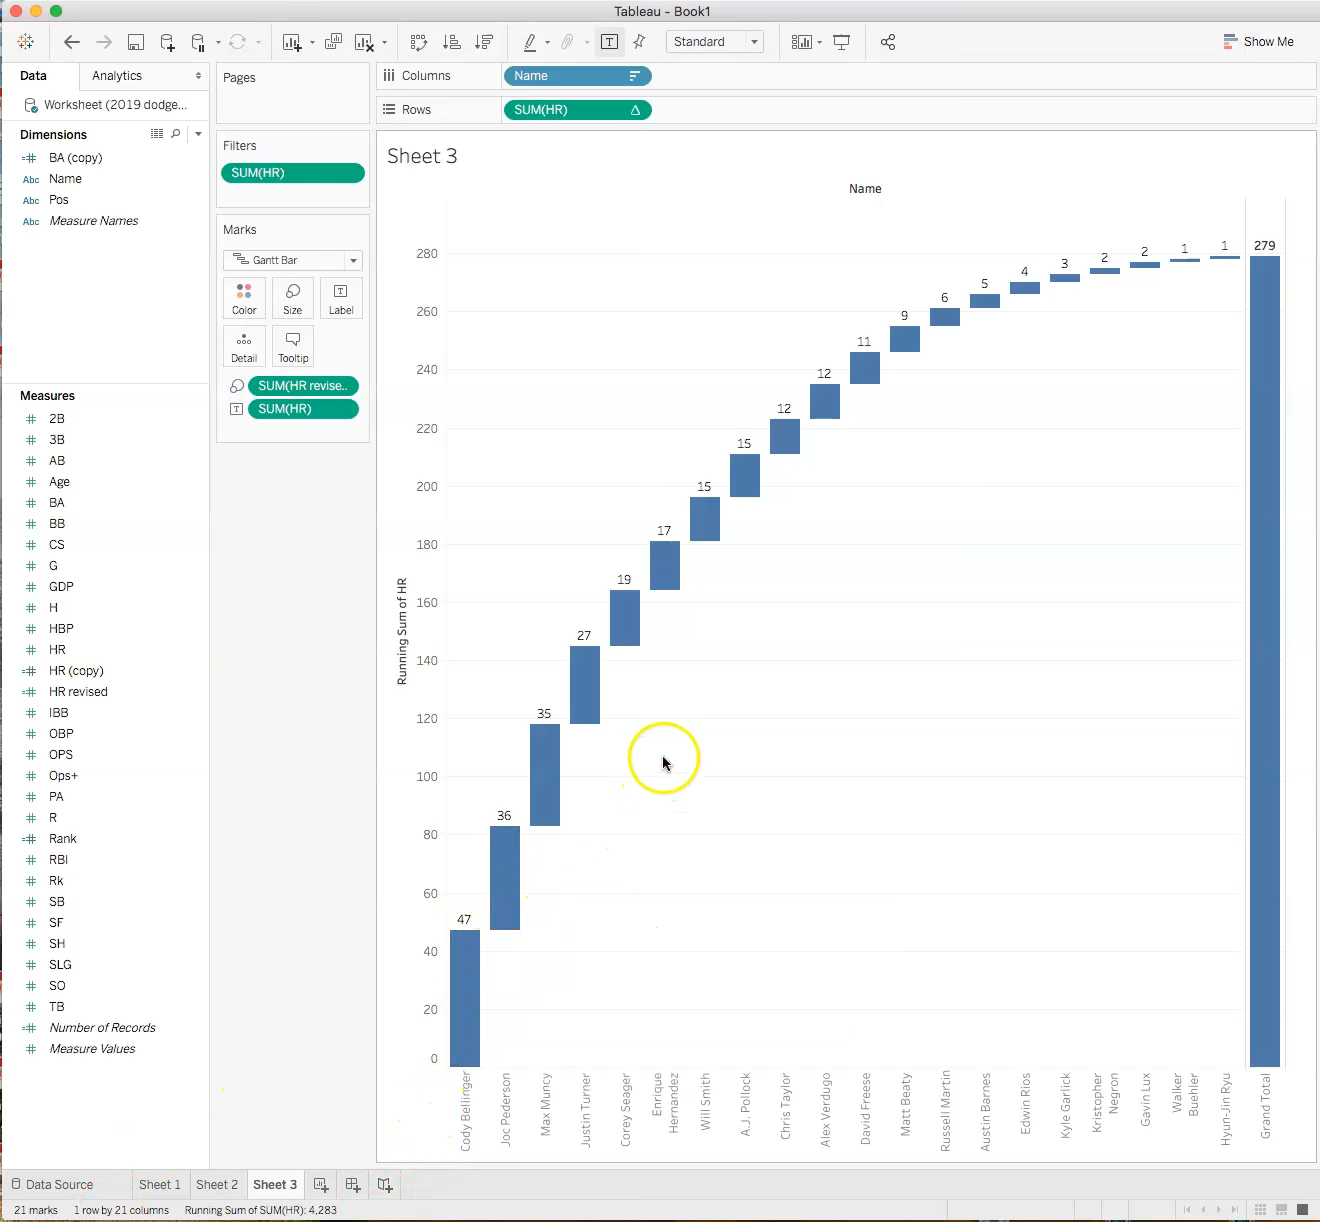 Tableau - Book1
Standard
Show Me
Data
Analytics
Worksheet (2019 dodge...
Dimensions
BA (copy)
Abc Name
Abc Pos
Abc Measure Names
Measures
2B
3B
AB
Age
BA
BB
CS
G
GDP
H
HBP
HR
HR (copy)
HR revised
IBB
OBP
OPS
Ops+
PA
R
Rank
RBI
Rk
SB
SF
SH
SLG
SO
TB
Number of Records
Measure Values
Pages
Filters
SUM(HR)
Marks
Gantt Bar
Color
Size
Label
Detail
Tooltip
SUM(HR revise..
SUM(HR)
Columns
Name
Rows
SUM(HR)
Sheet 3
Name
Running Sum of HR
280
260
240
220
200
180
160
140
120
100
80
60
40
20
0
47
36
35
27
19
17
15
15
12
12
11
9
6
5
4
3
2
2
1
1
279
Cody Bellinger
Joc Pederson
Max Muncy
Justin Turner
Corey Seager
Enrique
Hernandez
Will Smith
A.J. Pollock
Chris Taylor
Alex Verdugo
David Freese
Matt Beaty
Russell Martin
Austin Barnes
Edwin Rios
Kyle Garlick
Kristopher
Negron
Gavin Lux
Walker
Buehler
Hyun-Jin Ryu
Grand Total
Data Source
Sheet 1
Sheet 2
Sheet 3
21 marks
1 row by 21 columns
Running Sum of SUM(HR): 4,283